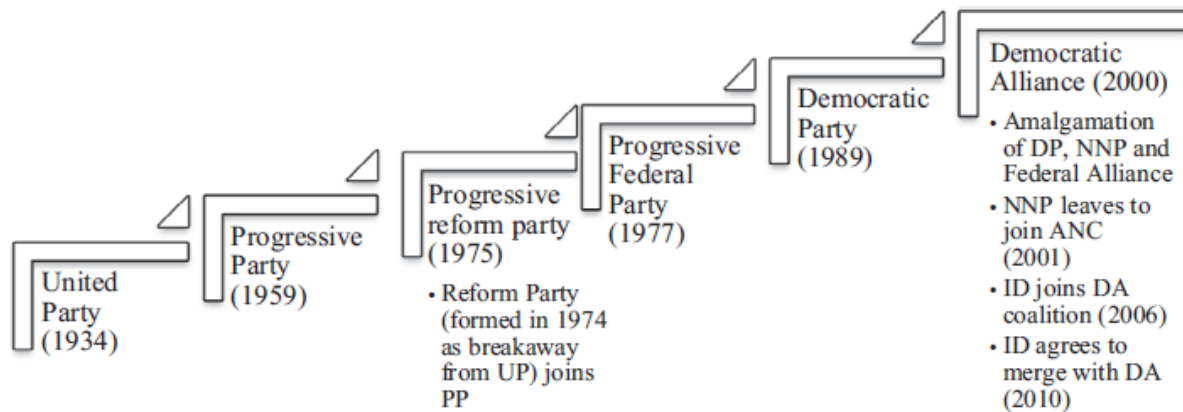 United
Party
(1934)
Progressive
Party
(1959)
Progressive
reform party
(1975)
• Reform Party
(formed in 1974
as breakaway
from UP) joins
PP
Progressive
Federal
Party
(1977)
Democratic
Party
(1989)
Democratic
Alliance (2000)
• Amalgamation
of DP, NNP and
Federal Alliance
• NNP leaves to
join ANC
(2001)
• ID joins DA
coalition (2006)
• ID agrees to
merge with DA
(2010)